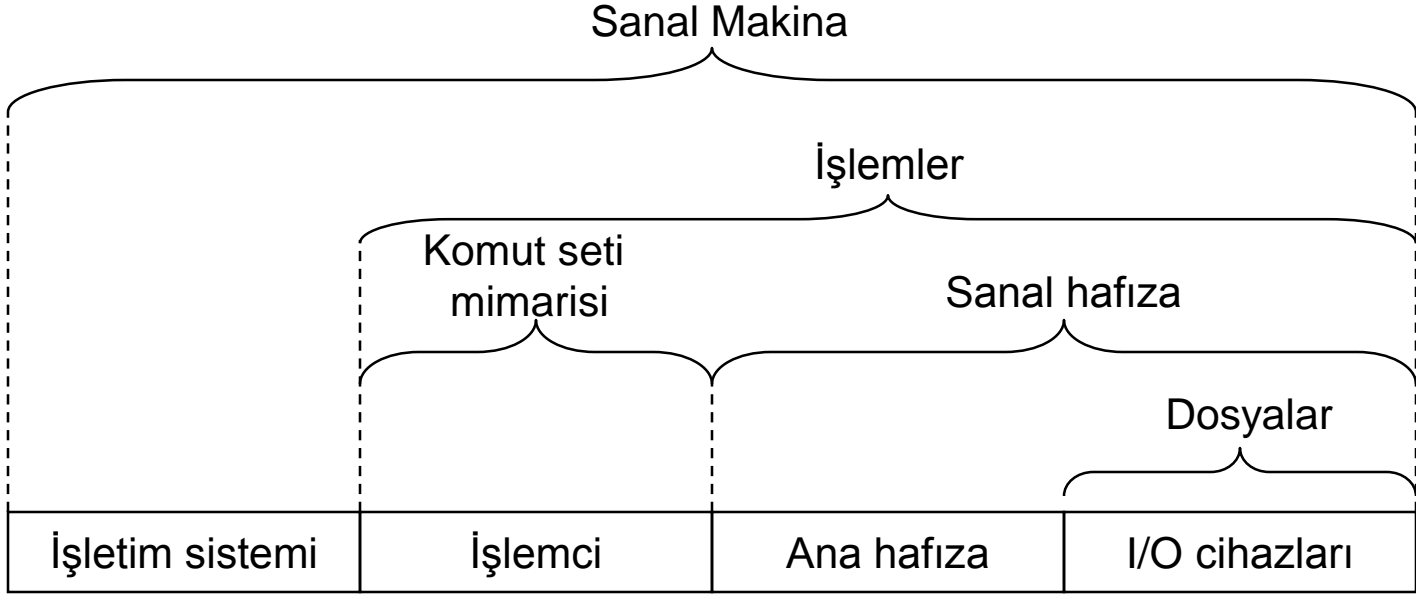 Sanal Makina
İşlemler
Komut seti
mimarisi
Sanal hafıza
Dosyalar
İşletim sistemi
İşlemci
Ana hafıza
I/O cihazları